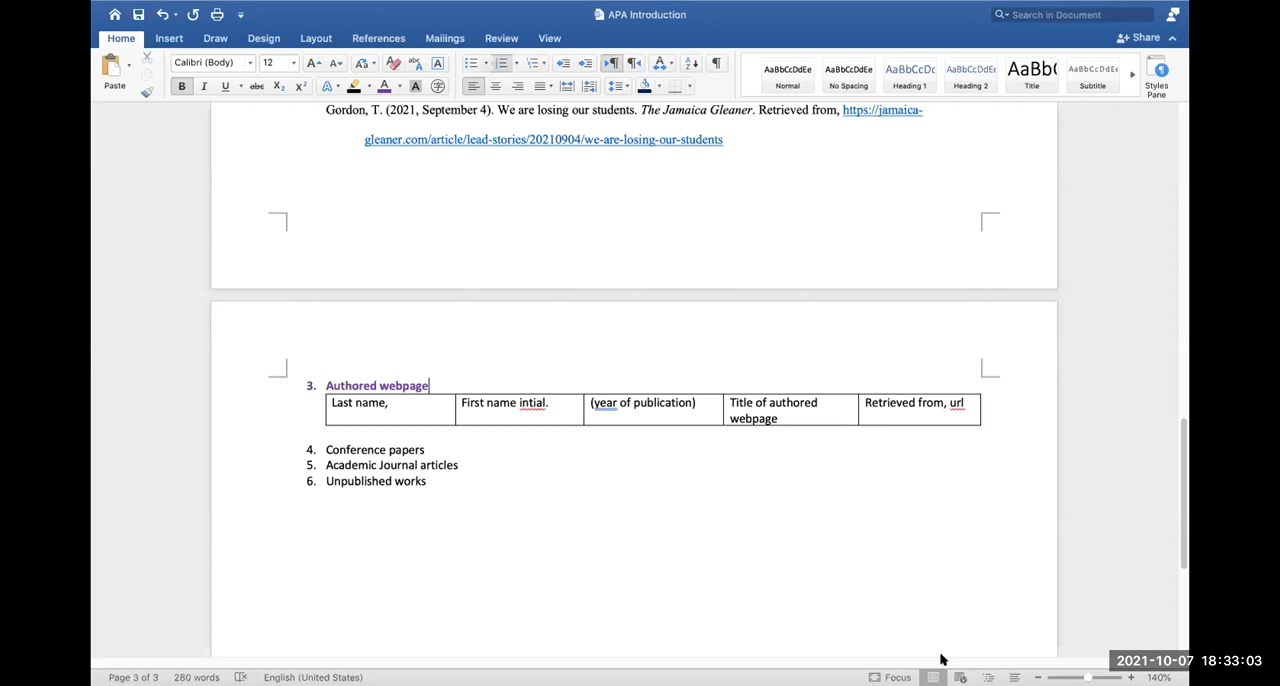 APA Introduction
Search in Document
Home Insert Draw Design Layout References Mailings Review View
Share
Paste
Calibri (Body) 12
AaBbCcDdEe AaBbCcDdEe AaBbCcDc AaBbCcDdEe AaBb( AaBbCcDdEe
Normal No Spacing Heading 1 Heading 2 Title Subtitle
Styles
Pane
Gordon, T. (2021, September 4). We are losing our students. The Jamaica Gleaner. Retrieved from, https://jamaica-
gleaner.com/article/lead-stories/20210904/we-are-losing-our-students
3. Authored webpage
Last name, First name intial. (year of publication) Title of authored Retrieved from, url
webpage
4. Conference papers
5. Academic Journal articles
6. Unpublished works
Page 3 of 3 280 words English (United States) Focus 140%
2021-10-07 18:33:03